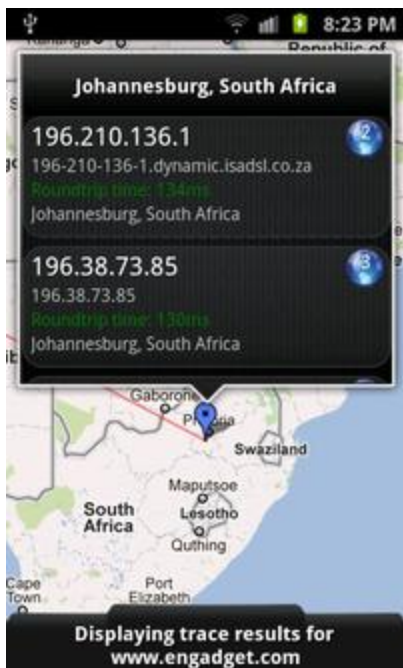 8:23 PM
Republic of
Johannesburg, South Africa
196.210.136.1
2
196-210-136-1.dynamic.isadsl.co.za
Roundtrip time: 134ms
Johannesburg, South Africa
196.38.73.85
3
196.38.73.85
Roundtrip time: 130ms
Johannesburg, South Africa
Gaborone
Swaziland
Maputsoe
South
Africa
Lesotho
Quthing
Cape
Town
Port
Elizabeth
Displaying trace results for
www.engadget.com